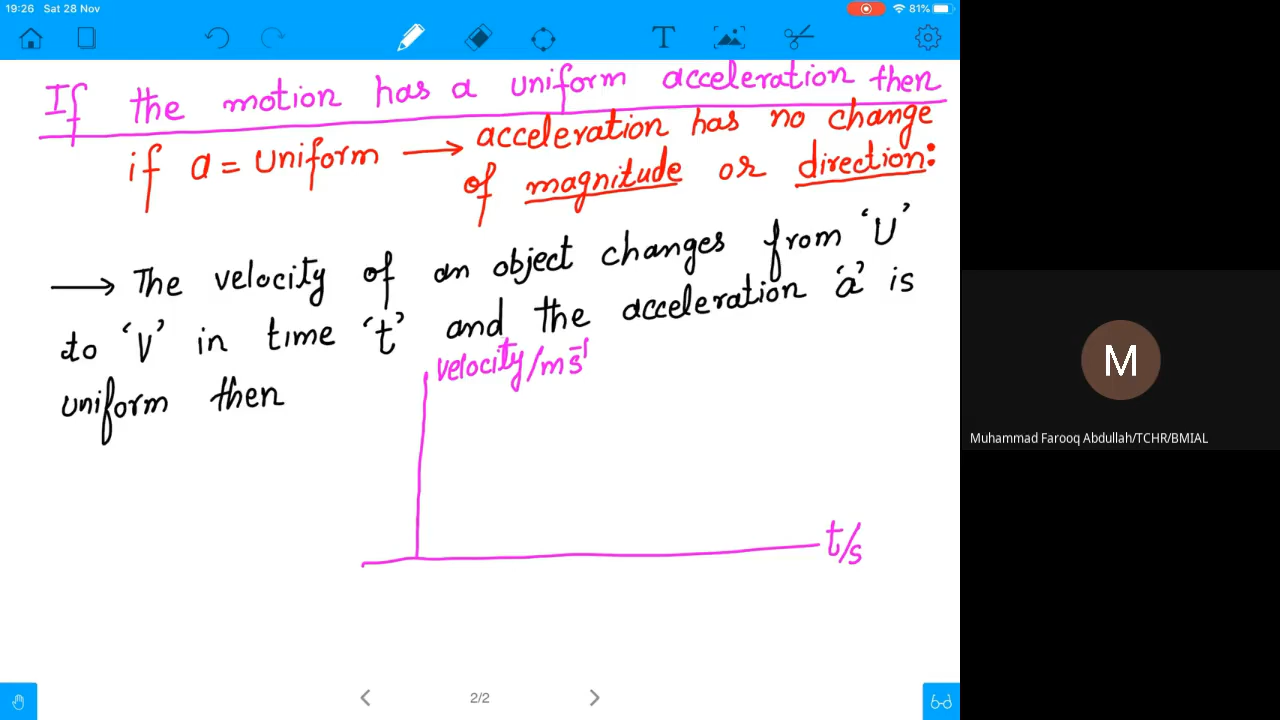 19:26 Sat 28 Nov
81%
T
If the motion has a uniform acceleration then
if a = uniform → acceleration has no change
of magnitude or direction:
→ The velocity of an object changes from 'U'
to 'V' in time 't' and the acceleration 'a' is
uniform then
velocity/ms⁻¹
t/s
2/2
M
Muhammad Farooq Abdullah/TCHR/BMIAL